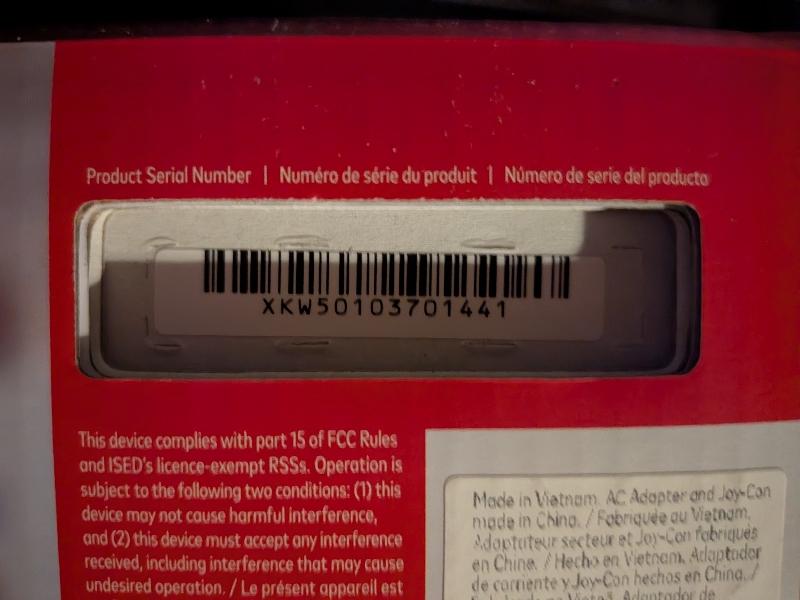 Product Serial Number | Numéro de série du produit | Número de serie del producto
XKW50103701441
This device complies with part 15 of FCC Rules
and ISED's licence-exempt RSSs. Operation is
subject to the following two conditions: (1) this
device may not cause harmful interference,
and (2) this device must accept any interference
received, including interference that may cause
undesired operation. / Le présent appareil est
Made in Vietnam. AC Adapter and Joy-Con
made in China. / Fabriquée au Vietnam.
Adaptateur secteur et Joy-Con fabriqués
en Chine. / Hecho en Vietnam. Adaptador
de corriente y Joy-Con hechos en China. /
Adaptador de